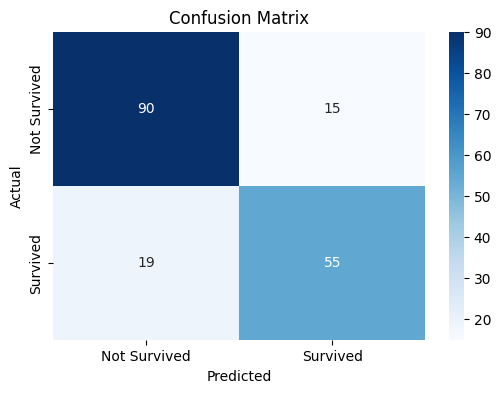 Confusion Matrix
Actual
Not Survived
90
15
Survived
19
55
Not Survived
Survived
Predicted
90
80
70
60
50
40
30
20